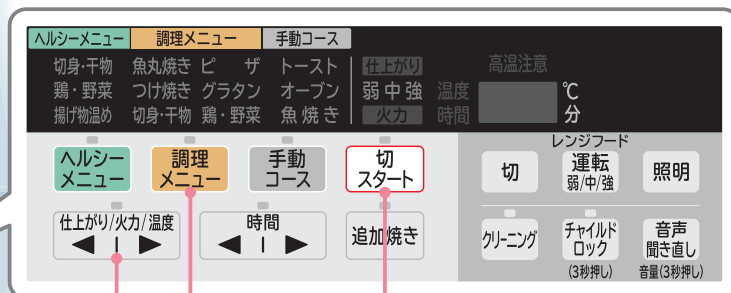 ヘルシーメニュー 調理メニュー 手動コース
切身・干物 魚丸焼き ピザ トースト 仕上がり 高温注意
鶏・野菜 つけ焼き グラタン オーブン 弱 中 強 温度 ℃
揚げ物温め 切身・干物 鶏・野菜 魚焼き 火力 時間 分
ヘルシー
メニュー
調理
メニュー
手動
コース
切
スタート
仕上がり/火力/温度
時間
追加焼き
レンジフード
切
運転
弱/中/強
照明
クリーニング
チャイルド
ロック
(3秒押し)
音声
聞き直し
音量(3秒押し)